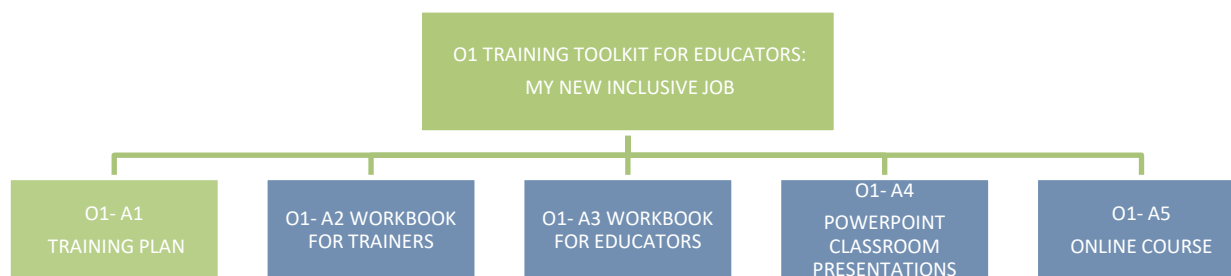 O1 TRAINING TOOLKIT FOR EDUCATORS:
MY NEW INCLUSIVE JOB
O1- A1
TRAINING PLAN
O1- A2 WORKBOOK
FOR TRAINERS
O1- A3 WORKBOOK
FOR EDUCATORS
O1- A4
POWERPOINT
CLASSROOM
PRESENTATIONS
O1- A5
ONLINE COURSE